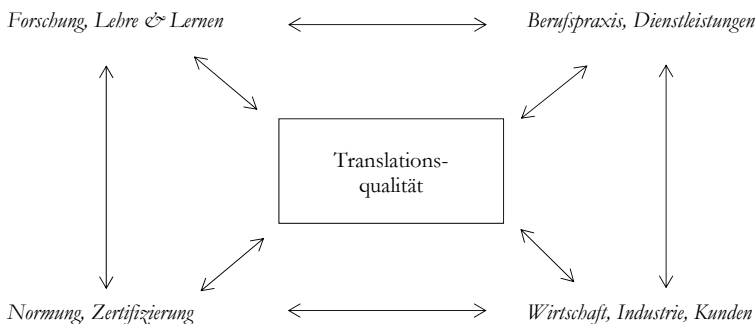 Forschung, Lehre & Lernen
Berufspraxis, Dienstleistungen
Translations-
qualität
Normung, Zertifizierung
Wirtschaft, Industrie, Kunden